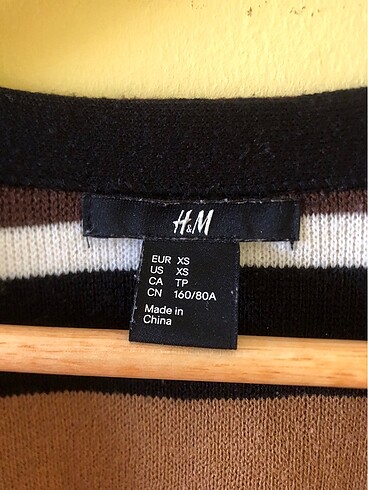 H&M
EUR XS
US XS
CA TP
CN 160/80A
Made in
China